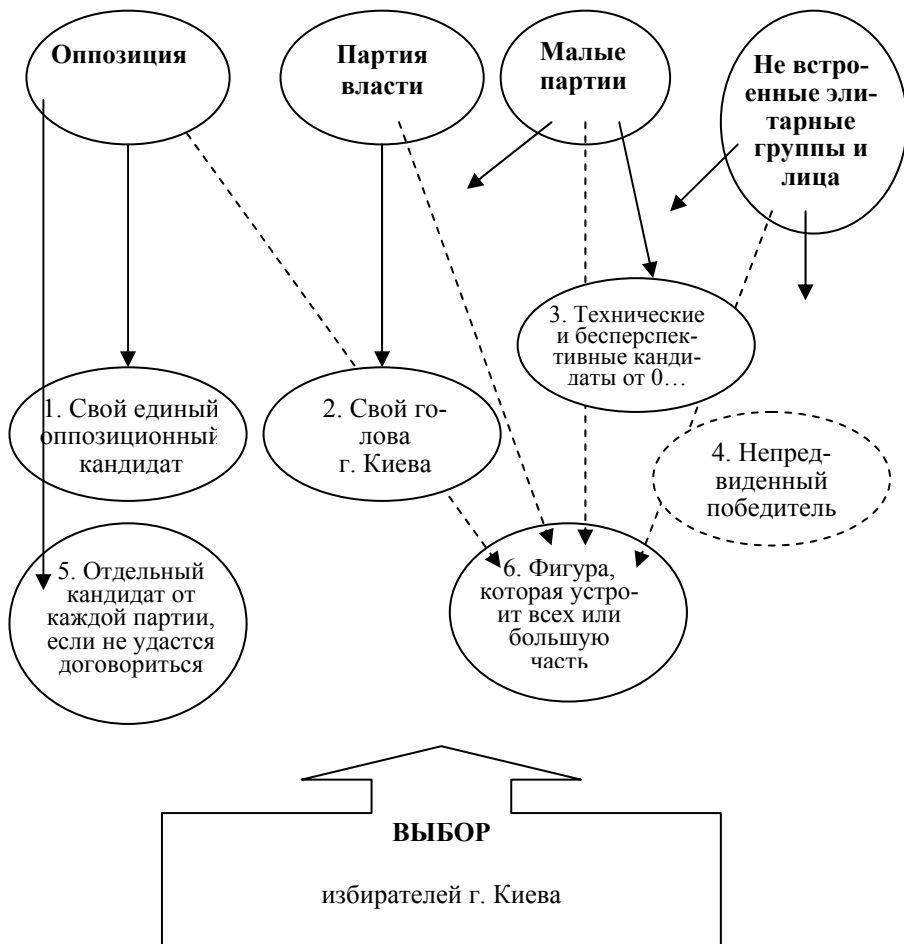 Оппозиция
Партия
власти
Малые
партии
Не встро-
енные эли-
тарные
группы и
лица
3. Технические
и бесперспек-
тивные канди-
даты от 0…
1. Свой единый
оппозиционный
кандидат
2. Свой го-
лова
г. Киева
4. Непред-
виденный
победитель
5. Отдельный
кандидат от
каждой партии,
если не удастся
договориться
6. Фигура,
которая устро-
ит всех или
большую
часть
ВЫБОР
избирателей г. Киева